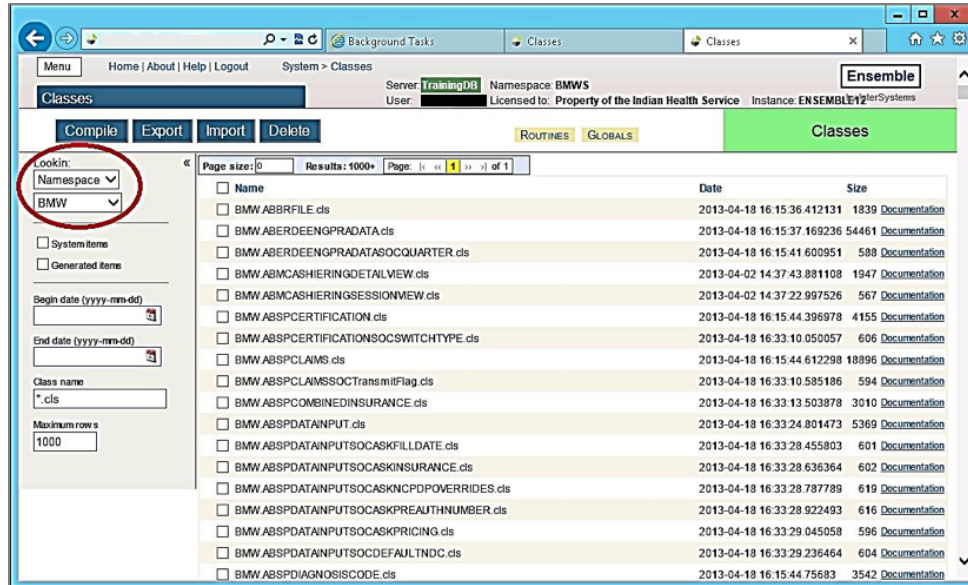 Background Tasks
Classes
Classes
Menu
Home | About | Help | Logout
System > Classes
Server: TrainingDB Namespace: BMWS
User: Licensed to: Property of the Indian Health Service Instance: ENSEMBLE12
Ensemble
InterSystems
Classes
Compile Export Import Delete
ROUTINES GLOBALS
Classes
Lookin:
Namespace
BMW
System items
Generated items
Begin date (yyyy-mm-dd)
End date (yyyy-mm-dd)
Class name
*.cls
Maximum rows
1000
Page size: 0 Results: 1000+ Page: |< << 1 >> >| of 1
Name Date Size
BMW.ABBRFILE.cls 2013-04-18 16:15:36.412131 1839 Documentation
BMW.ABERDEENGPRADATA.cls 2013-04-18 16:15:37.169236 54461 Documentation
BMW.ABERDEENGPRADATASOCQUARTER.cls 2013-04-18 16:15:41.600951 588 Documentation
BMW.ABMCASHIERINGDETAILVIEW.cls 2013-04-02 14:37:43.881108 1947 Documentation
BMW.ABMCASHIERINGSESSIONVIEW.cls 2013-04-02 14:37:22.997526 567 Documentation
BMW.ABSPCERTIFICATION.cls 2013-04-18 16:15:44.396978 4155 Documentation
BMW.ABSPCERTIFICATIONSOCSWITCHTYPE.cls 2013-04-18 16:33:10.050057 606 Documentation
BMW.ABSPCLAIMS.cls 2013-04-18 16:15:44.612298 18896 Documentation
BMW.ABSPCLAIMSSOCTransmitFlag.cls 2013-04-18 16:33:10.585186 594 Documentation
BMW.ABSPCOMBINEDINSURANCE.cls 2013-04-18 16:33:13.503878 3010 Documentation
BMW.ABSPDATAINPUT.cls 2013-04-18 16:33:24.801473 5369 Documentation
BMW.ABSPDATAINPUTSOCASKFILLDATE.cls 2013-04-18 16:33:28.455803 601 Documentation
BMW.ABSPDATAINPUTSOCASKINSURANCE.cls 2013-04-18 16:33:28.636364 602 Documentation
BMW.ABSPDATAINPUTSOCASKNCPDPOVERRIDES.cls 2013-04-18 16:33:28.787789 619 Documentation
BMW.ABSPDATAINPUTSOCASKPREAUTHNUMBER.cls 2013-04-18 16:33:28.922493 616 Documentation
BMW.ABSPDATAINPUTSOCASKPRICING.cls 2013-04-18 16:33:29.045058 596 Documentation
BMW.ABSPDATAINPUTSOCDEFAULTNDC.cls 2013-04-18 16:33:29.236464 604 Documentation
BMW.ABSPDIAGNOSISCODE.cls 2013-04-18 16:15:44.75683 3542 Documentation